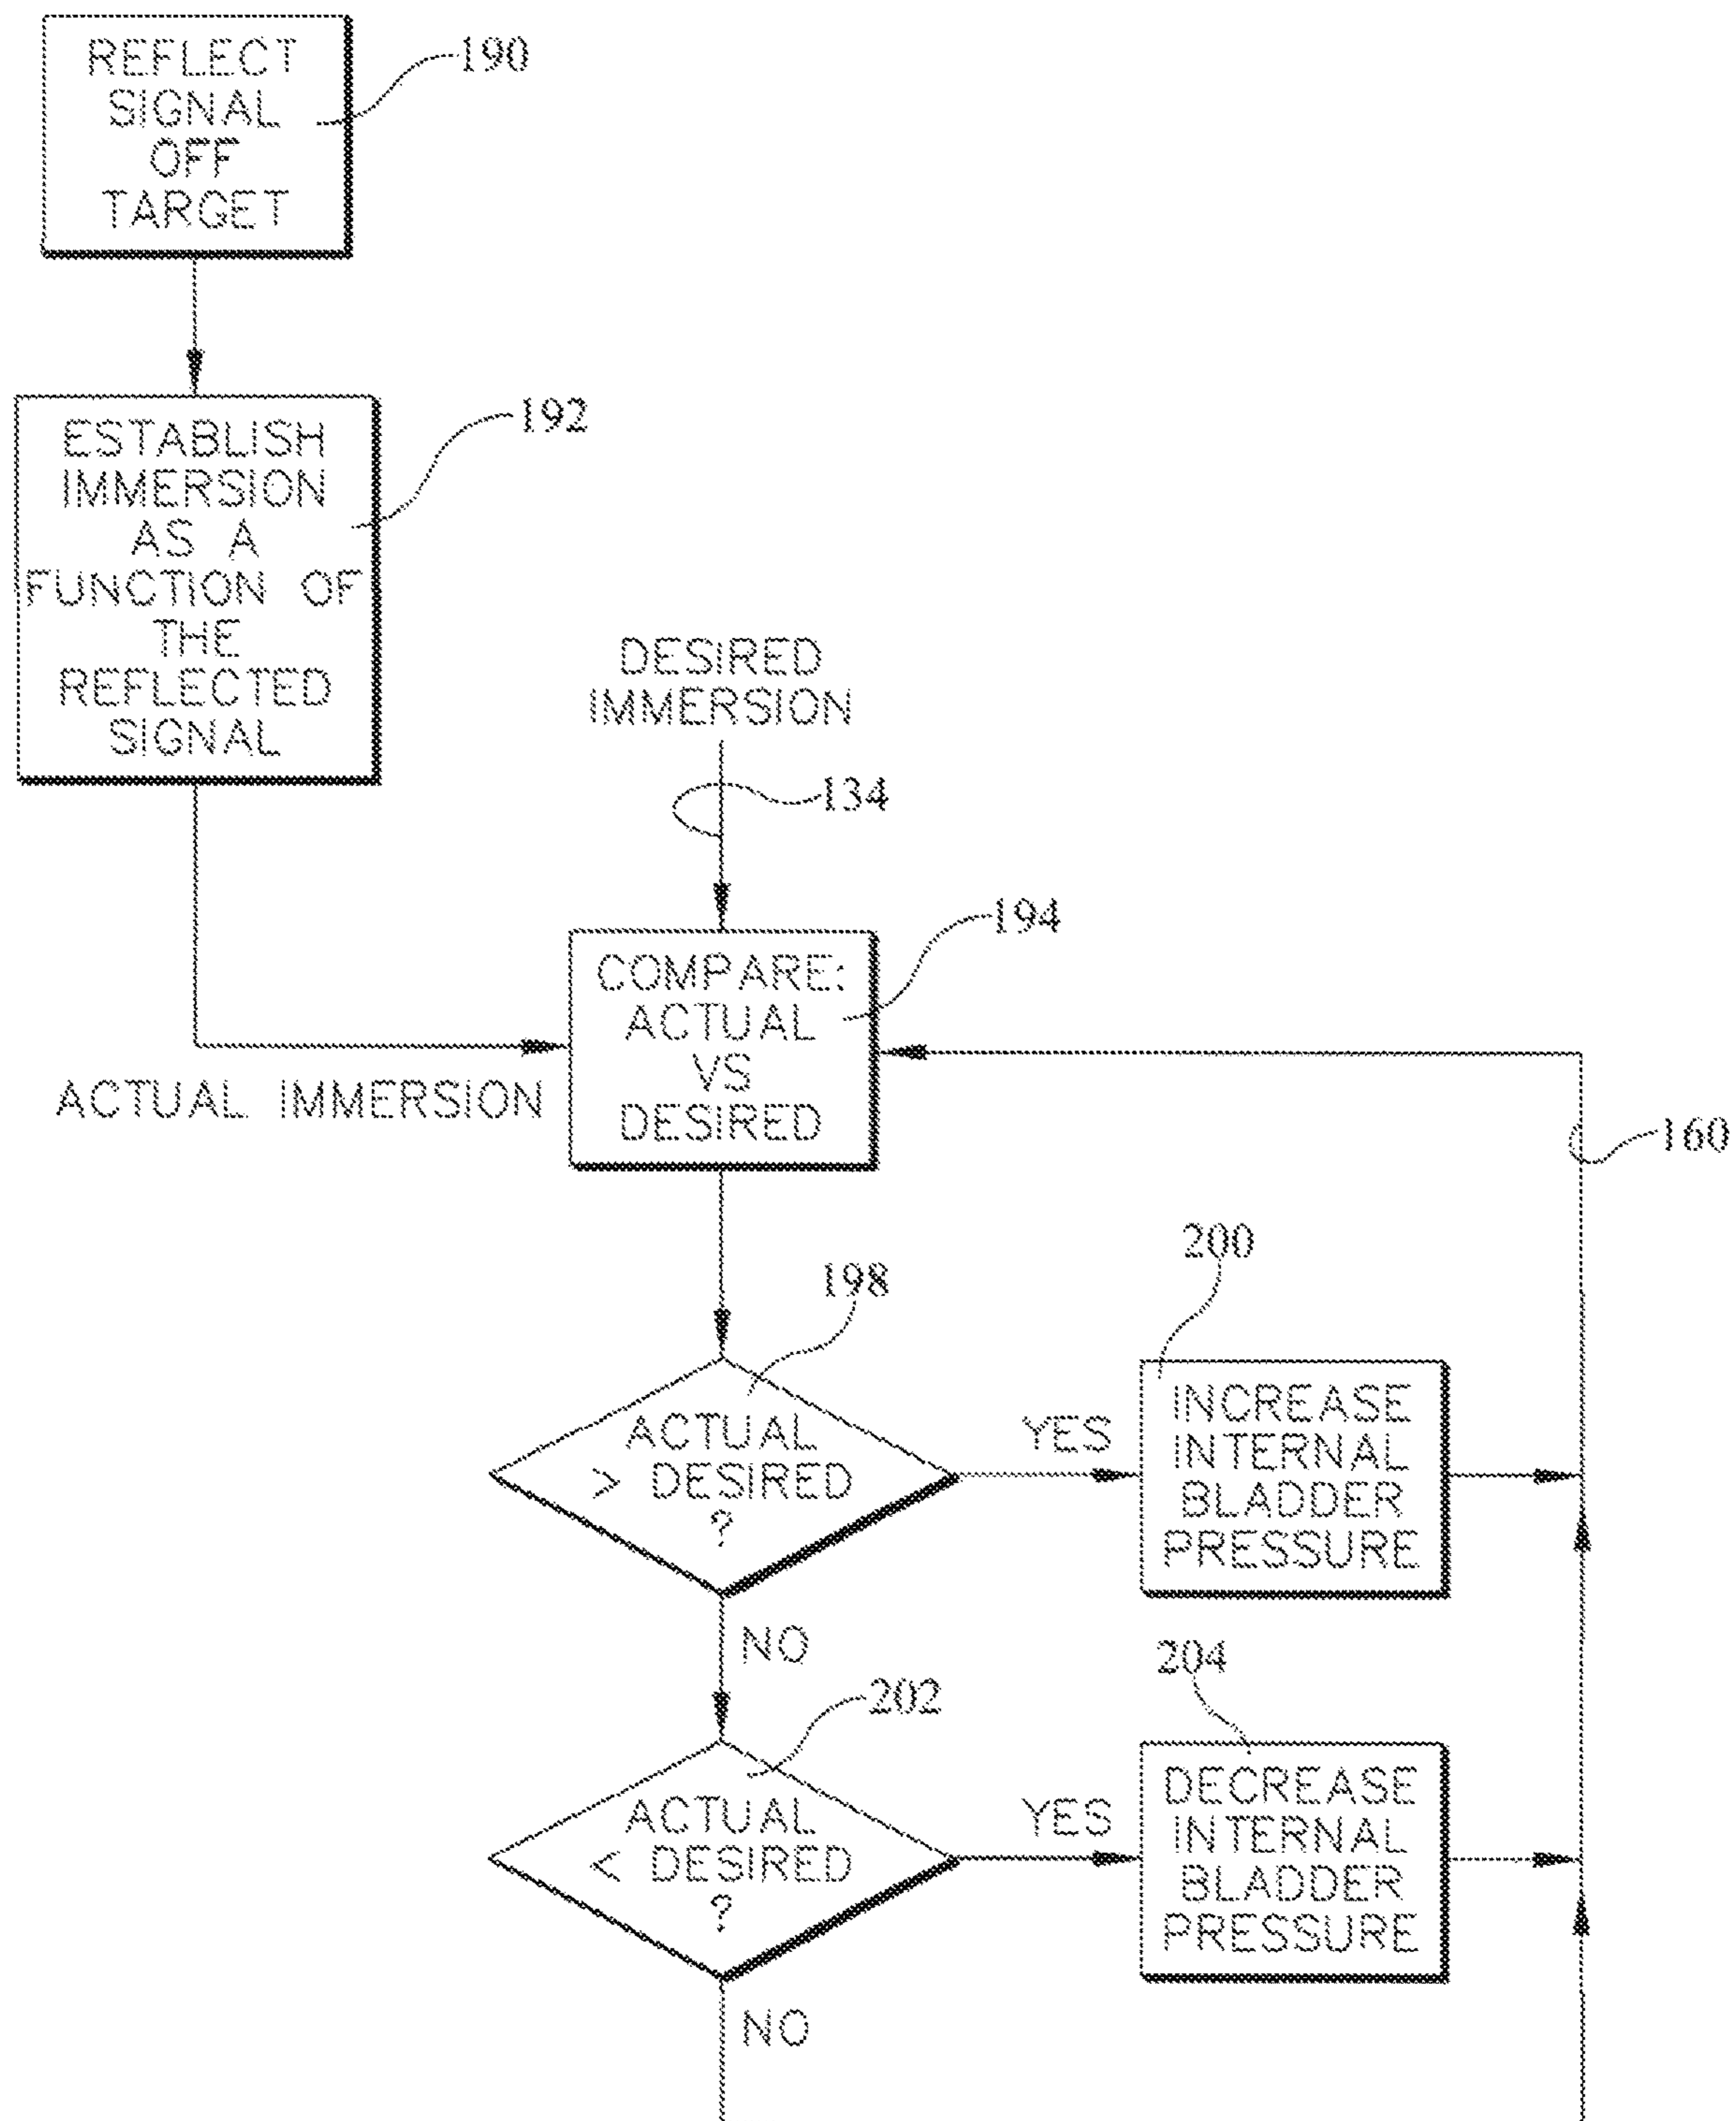 REFLECT
SIGNAL
OFF
TARGET
190
ESTABLISH
IMMERSION
AS A
FUNCTION OF
THE
REFLECTED
SIGNAL
192
DESIRED
IMMERSION
134
COMPARE:
ACTUAL
VS
DESIRED
194
ACTUAL IMMERSION
160
198
ACTUAL
> DESIRED
?
YES
200
INCREASE
INTERNAL
BLADDER
PRESSURE
NO
202
ACTUAL
< DESIRED
?
YES
204
DECREASE
INTERNAL
BLADDER
PRESSURE
NO